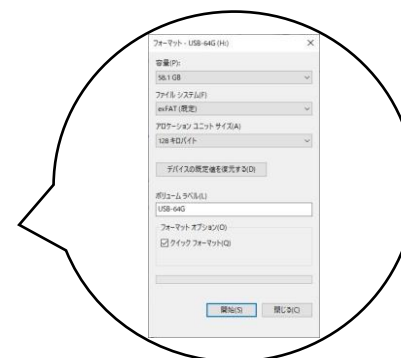 フォーマット - USB-64G (H:)
容量(P):
58.1 GB
ファイル システム(F)
exFAT (既定)
アロケーション ユニット サイズ(A)
128 キロバイト
デバイスの既定値を復元する(D)
ボリューム ラベル(L)
USB-64G
フォーマット オプション(O)
クイック フォーマット(Q)
開始(S)
閉じる(C)